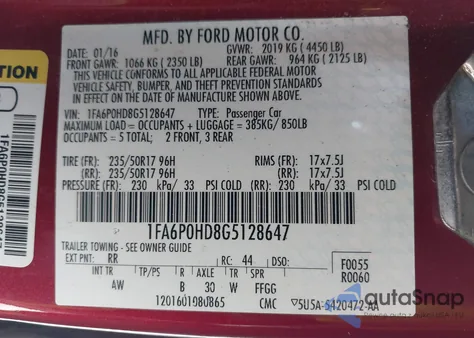 MFD. BY FORD MOTOR CO.
DATE: 01/16 GVWR: 2019 KG (4450 LB)
FRONT GAWR: 1066 KG (2350 LB) REAR GAWR: 964 KG (2125 LB)
THIS VEHICLE CONFORMS TO ALL APPLICABLE FEDERAL MOTOR
VEHICLE SAFETY, BUMPER, AND THEFT PREVENTION STANDARDS
IN EFFECT ON THE DATE OF MANUFACTURE SHOWN ABOVE.
VIN: 1FA6P0HD8G5128647 TYPE: Passenger Car
MAXIMUM LOAD = OCCUPANTS + LUGGAGE = 385KG/ 850LB
OCCUPANTS = 5 TOTAL: 2 FRONT, 3 REAR
TIRE (FR): 235/50R17 96H RIMS (FR): 17x7.5J
(RR): 235/50R17 96H (RR): 17x7.5J
PRESSURE (FR): 230 kPa/ 33 PSI COLD (RR): 230 kPa/ 33 PSI COLD
1FA6P0HD8G5128647
TRAILER TOWING - SEE OWNER GUIDE
EXT PNT: RR RC: 44 DSO: F0055
INT TR TP/PS R AXLE TR SPR R0060
AW B 30 W FFGG
12016019B0865 CMC ▽5U5A-5420472-AA
autaSnap